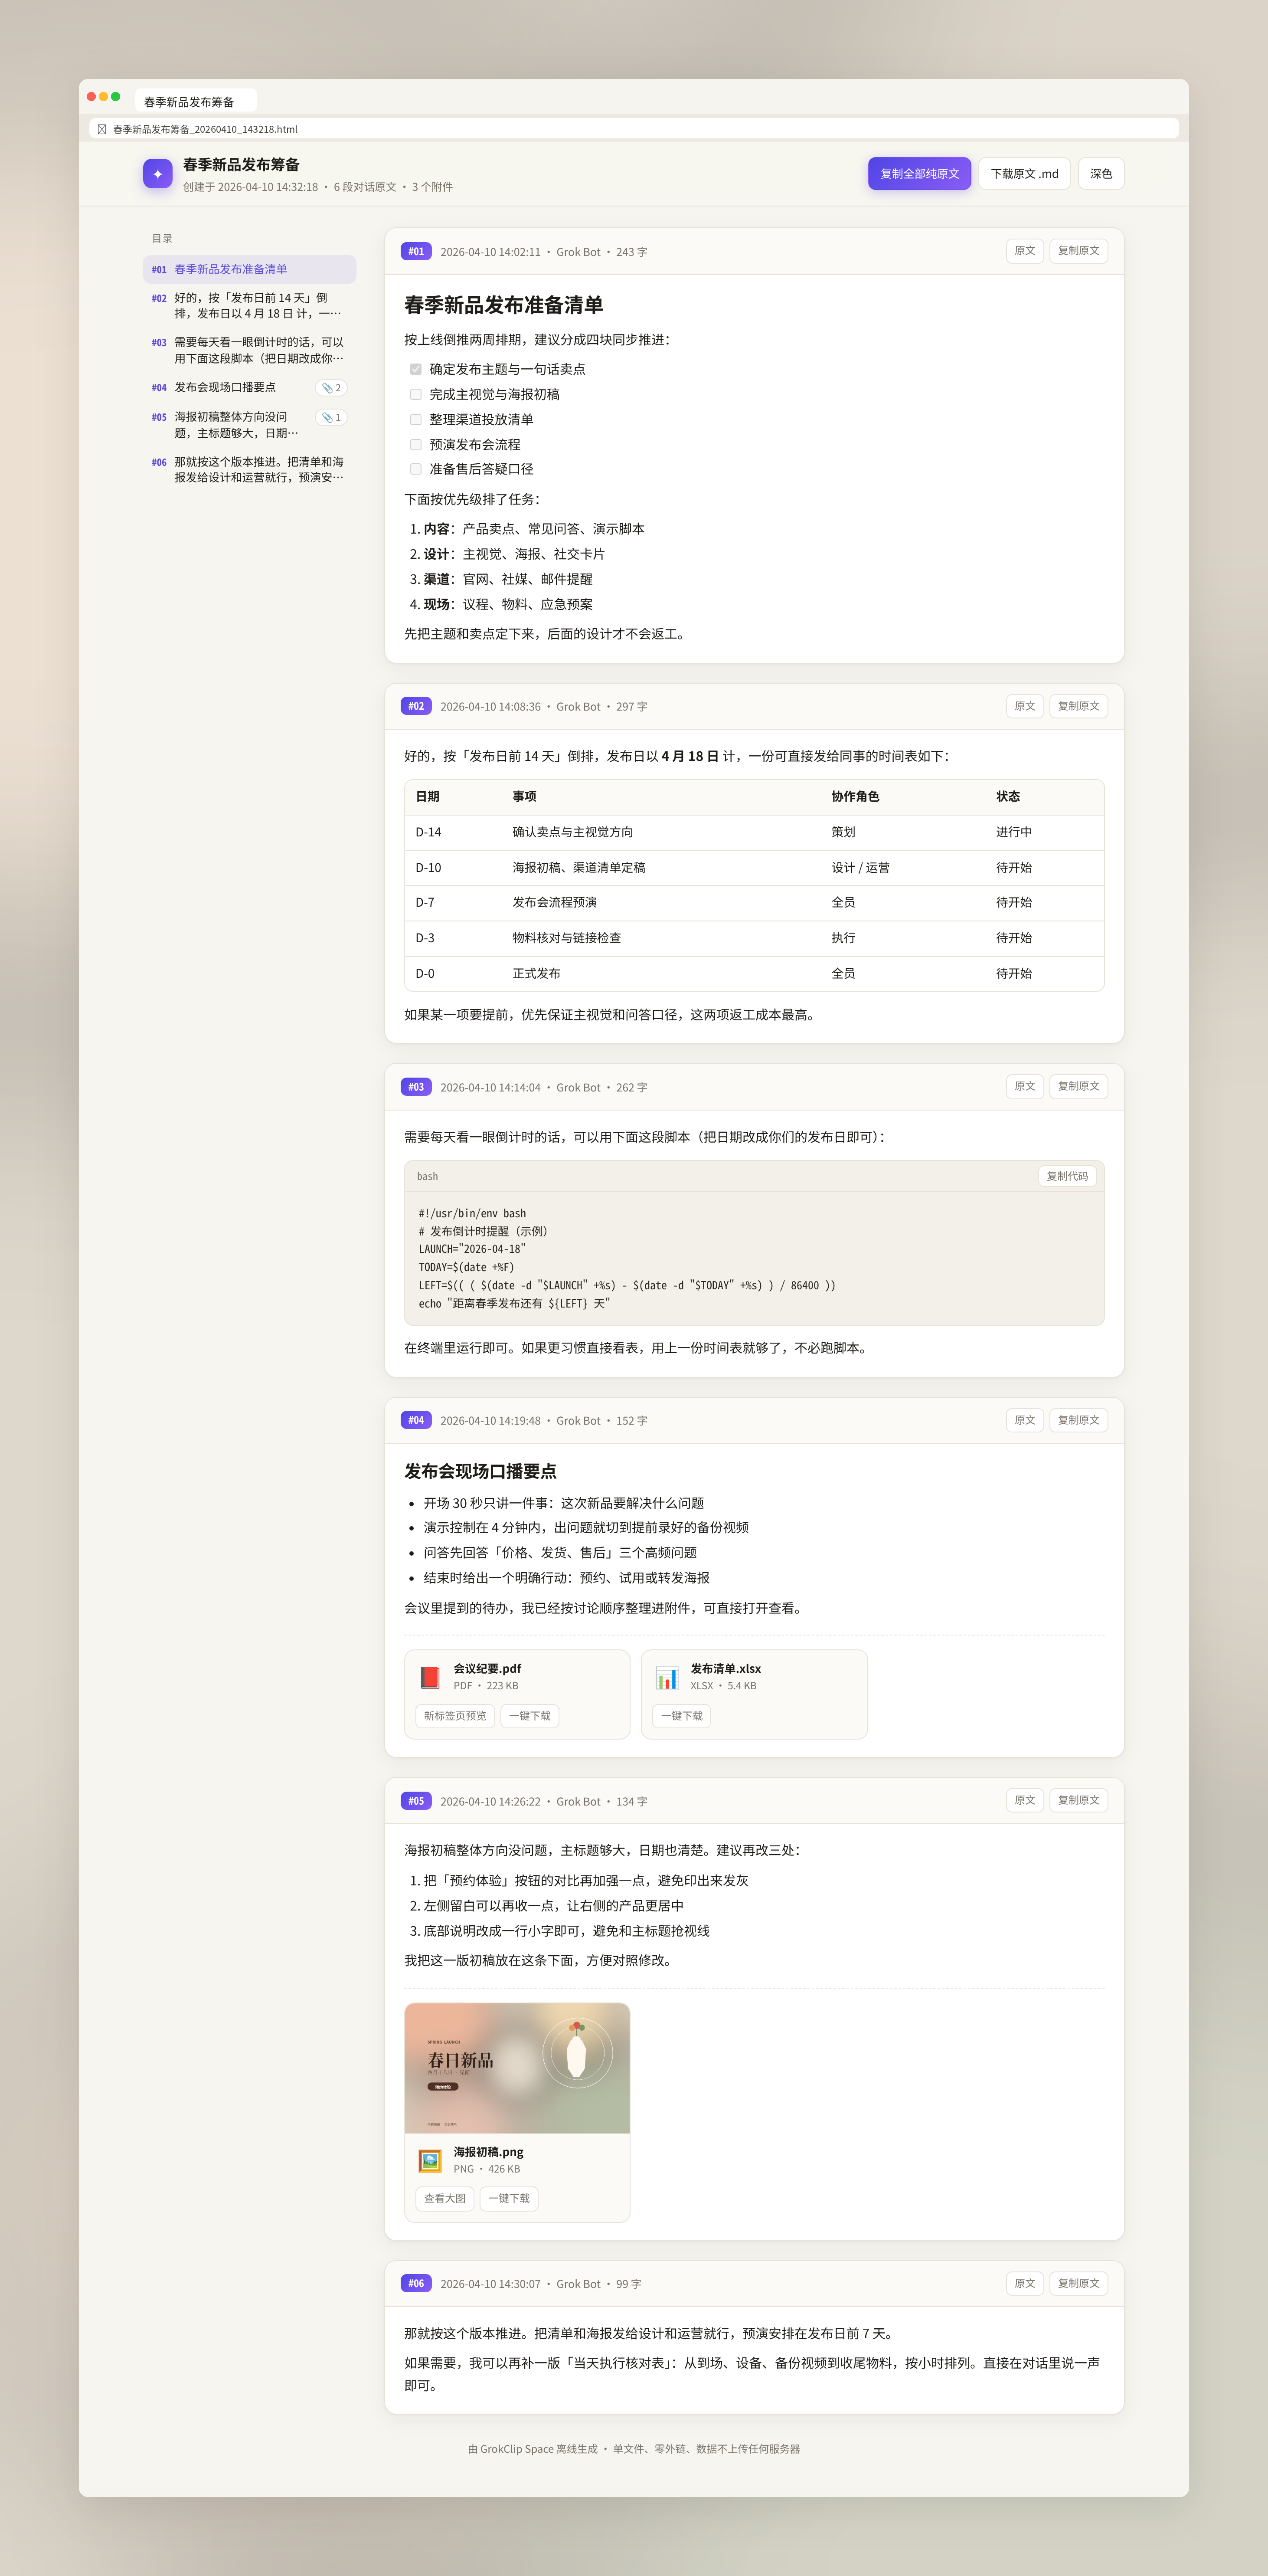 春季新品发布筹备
春季新品发布筹备_20260410_143218.html
春季新品发布筹备
创建于 2026-04-10 14:32:18 · 6 段对话原文 · 3 个附件
复制全部纯原文
下载原文 .md
深色
目录
#01 春季新品发布准备清单
#02 好的，按「发布日前 14 天」倒
排，发布日以 4 月 18 日 计，一…
#03 需要每天看一眼倒计时的话，可以
用下面这段脚本（把日期改成你…
#04 发布会现场口播要点 📎 2
#05 海报初稿整体方向没问 📎 1
题，主标题够大，日期…
#06 那就按这个版本推进。把清单和海
报发给设计和运营就行，预演安…
#01 2026-04-10 14:02:11 · Grok Bot · 243 字
原文 复制原文
春季新品发布准备清单
按上线倒推两周排期，建议分成四块同步推进：
确定发布主题与一句话卖点
完成主视觉与海报初稿
整理渠道投放清单
预演发布会流程
准备售后答疑口径
下面按优先级排了任务：
1. 内容：产品卖点、常见问答、演示脚本
2. 设计：主视觉、海报、社交卡片
3. 渠道：官网、社媒、邮件提醒
4. 现场：议程、物料、应急预案
先把主题和卖点定下来，后面的设计才不会返工。
#02 2026-04-10 14:08:36 · Grok Bot · 297 字
原文 复制原文
好的，按「发布日前 14 天」倒排，发布日以 4 月 18 日 计，一份可直接发给同事的时间表如下：
日期 事项 协作角色 状态
D-14 确认卖点与主视觉方向 策划 进行中
D-10 海报初稿、渠道清单定稿 设计 / 运营 待开始
D-7 发布会流程预演 全员 待开始
D-3 物料核对与链接检查 执行 待开始
D-0 正式发布 全员 待开始
如果某一项要提前，优先保证主视觉和问答口径，这两项返工成本最高。
#03 2026-04-10 14:14:04 · Grok Bot · 262 字
原文 复制原文
需要每天看一眼倒计时的话，可以用下面这段脚本（把日期改成你们的发布日即可）：
bash
复制代码
#!/usr/bin/env bash
# 发布倒计时提醒（示例）
LAUNCH="2026-04-18"
TODAY=$(date +%F)
LEFT=$(( ( $(date -d "$LAUNCH" +%s) - $(date -d "$TODAY" +%s) ) / 86400 ))
echo "距离春季发布还有 ${LEFT} 天"
在终端里运行即可。如果更习惯直接看表，用上一份时间表就够了，不必跑脚本。
#04 2026-04-10 14:19:48 · Grok Bot · 152 字
原文 复制原文
发布会现场口播要点
• 开场 30 秒只讲一件事：这次新品要解决什么问题
• 演示控制在 4 分钟内，出问题就切到提前录好的备份视频
• 问答先回答「价格、发货、售后」三个高频问题
• 结束时给出一个明确行动：预约、试用或转发海报
会议里提到的待办，我已经按讨论顺序整理进附件，可直接打开查看。
会议纪要.pdf
PDF · 223 KB
新标签页预览 一键下载
发布清单.xlsx
XLSX · 5.4 KB
一键下载
#05 2026-04-10 14:26:22 · Grok Bot · 134 字
原文 复制原文
海报初稿整体方向没问题，主标题够大，日期也清楚。建议再改三处：
1. 把「预约体验」按钮的对比再加强一点，避免印出来发灰
2. 左侧留白可以再收一点，让右侧的产品更居中
3. 底部说明改成一行小字即可，避免和主标题抢视线
我把这一版初稿放在这条下面，方便对照修改。
SPRING LAUNCH
春日新品
预约体验
海报初稿.png
PNG · 426 KB
查看大图 一键下载
#06 2026-04-10 14:30:07 · Grok Bot · 99 字
原文 复制原文
那就按这个版本推进。把清单和海报发给设计和运营就行，预演安排在发布日前 7 天。
如果需要，我可以再补一版「当天执行核对表」：从到场、设备、备份视频到收尾物料，按小时排列。直接在对话里说一声
即可。
由 GrokClip Space 离线生成 · 单文件、零外链、数据不上传任何服务器